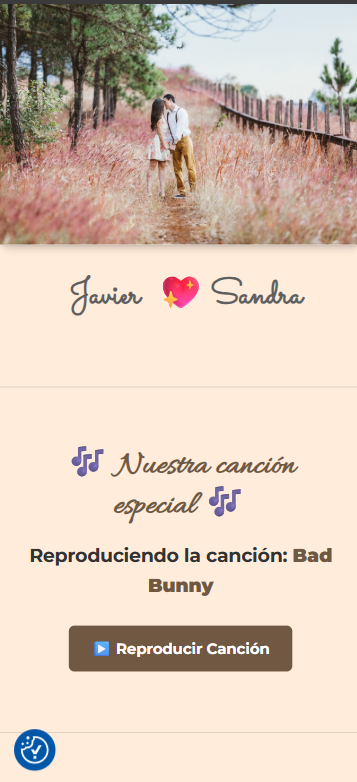 Javier 💖 Sandra
🎶 Nuestra canción
especial 🎶
Reproduciendo la canción: Bad
Bunny
▶️ Reproducir Canción